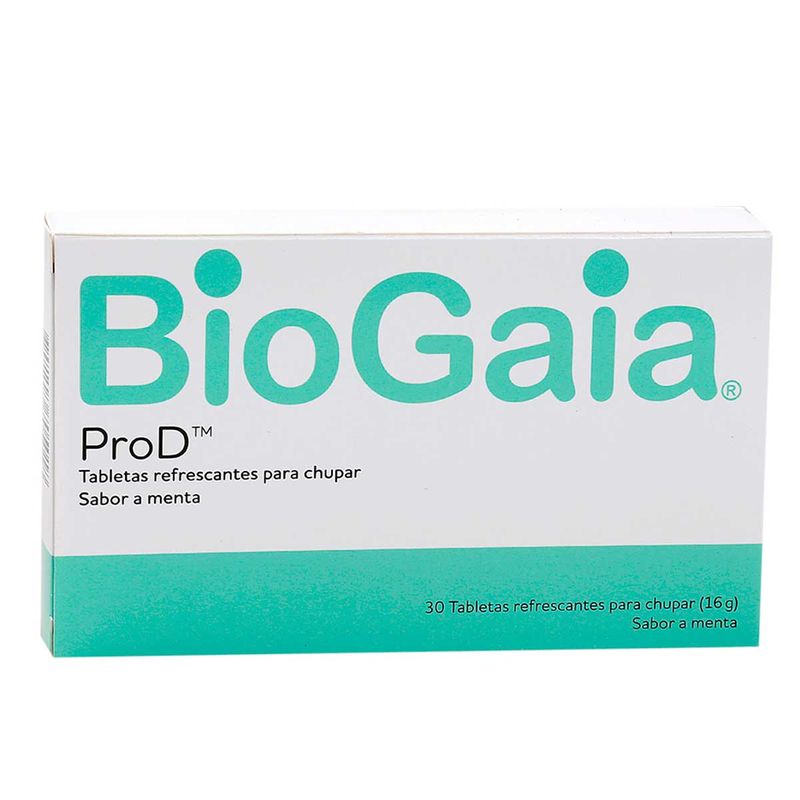 BioGaia®
ProD™
Tabletas refrescantes para chupar
Sabor a menta
30 Tabletas refrescantes para chupar (16 g)
Sabor a menta